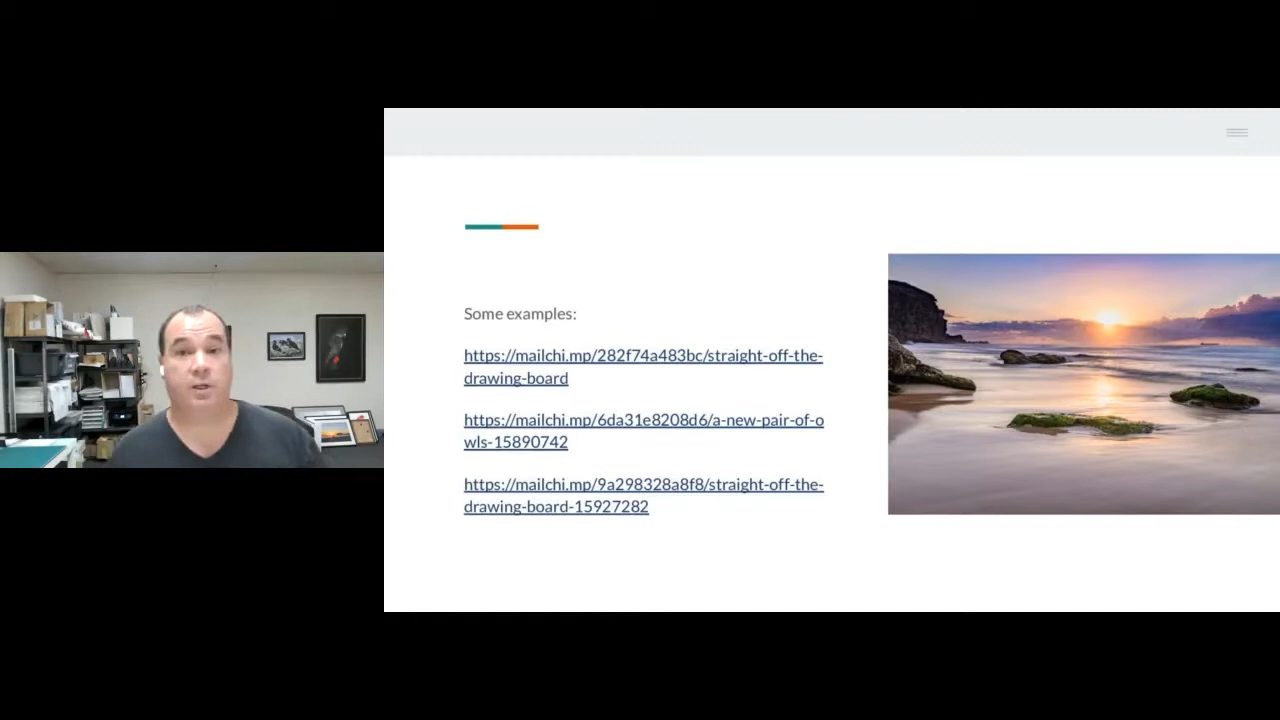 Some examples:
https://mailchi.mp/282f74a483bc/straight-off-the-
drawing-board
https://mailchi.mp/6da31e8208d6/a-new-pair-of-o
wls-15890742
https://mailchi.mp/9a298328a8f8/straight-off-the-
drawing-board-15927282